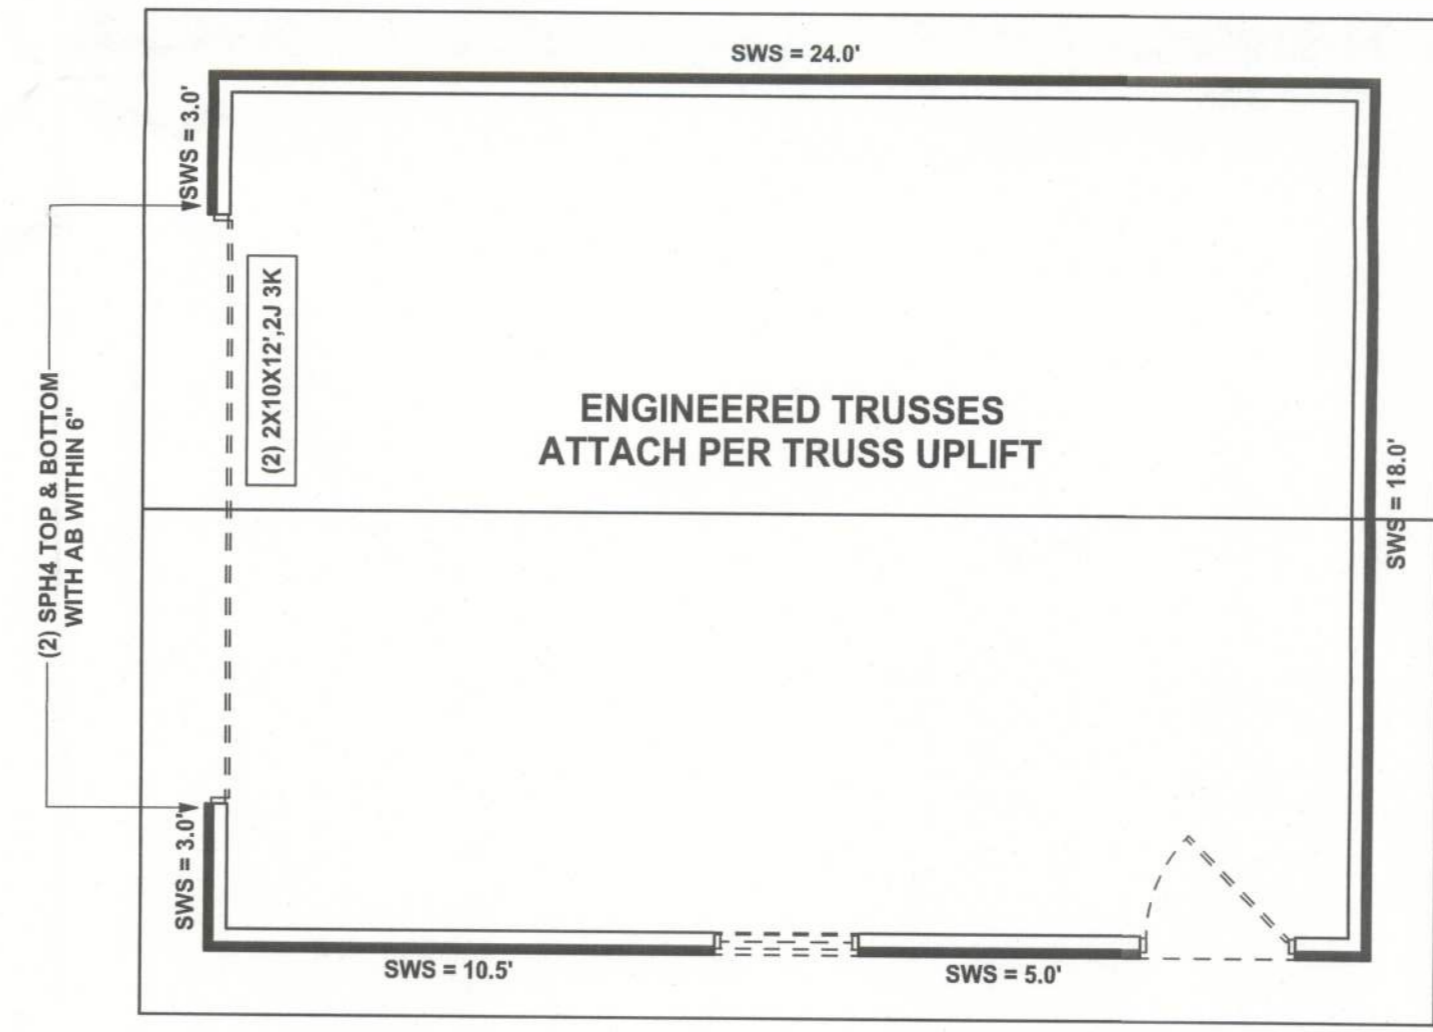 SWS = 24.0'
SWS = 3.0'
(2) SPH4 TOP & BOTTOM
WITH AB WITHIN 6"
(2) 2X10X12',2J 3K
ENGINEERED TRUSSES
ATTACH PER TRUSS UPLIFT
SWS = 18.0'
SWS = 3.0'
SWS = 10.5'
SWS = 5.0'